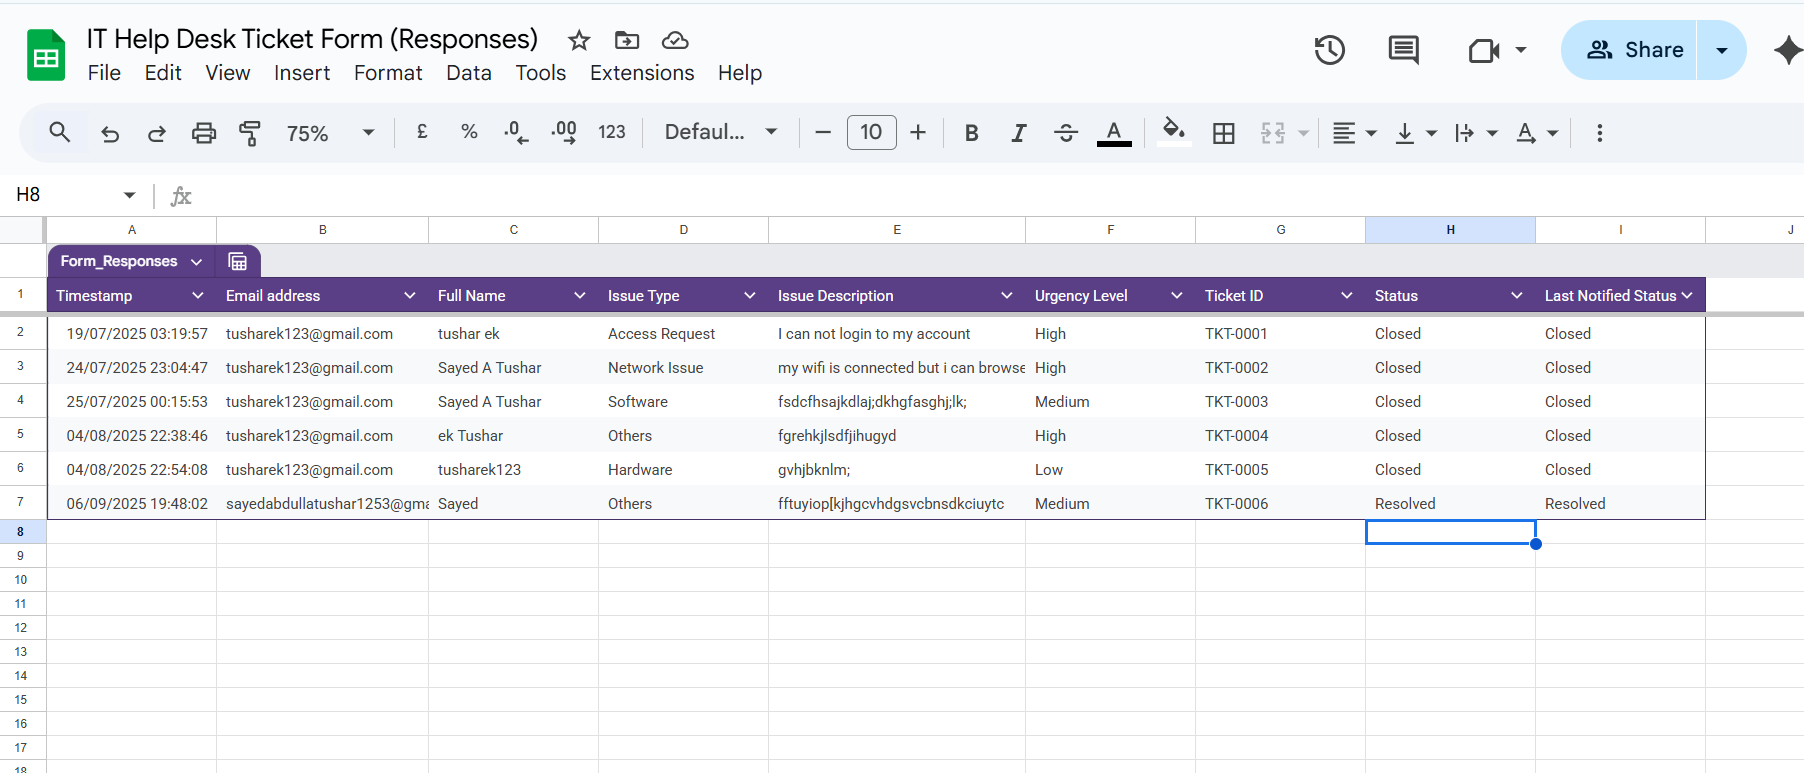 IT Help Desk Ticket Form (Responses)
File Edit View Insert Format Data Tools Extensions Help
Share
75% £ % .0 .00 123 Defaul... 10 B I A A
H8 fx
A B C D E F G H I J
Form_Responses
1 Timestamp Email address Full Name Issue Type Issue Description Urgency Level Ticket ID Status Last Notified Status
2 19/07/2025 03:19:57 tusharek123@gmail.com tushar ek Access Request I can not login to my account High TKT-0001 Closed Closed
3 24/07/2025 23:04:47 tusharek123@gmail.com Sayed A Tushar Network Issue my wifi is connected but i can browse High TKT-0002 Closed Closed
4 25/07/2025 00:15:53 tusharek123@gmail.com Sayed A Tushar Software fsdcfhsajkdlaj;dkhgfasghj;lk; Medium TKT-0003 Closed Closed
5 04/08/2025 22:38:46 tusharek123@gmail.com ek Tushar Others fgrehkjlsdfjihugyd High TKT-0004 Closed Closed
6 04/08/2025 22:54:08 tusharek123@gmail.com tusharek123 Hardware gvhjbknlm; Low TKT-0005 Closed Closed
7 06/09/2025 19:48:02 sayedabdullatushar1253@gma Sayed Others fftuyiop[kjhgcvhdgsvcbnsdkciuytc Medium TKT-0006 Resolved Resolved
8
9
10
11
12
13
14
15
16
17
18